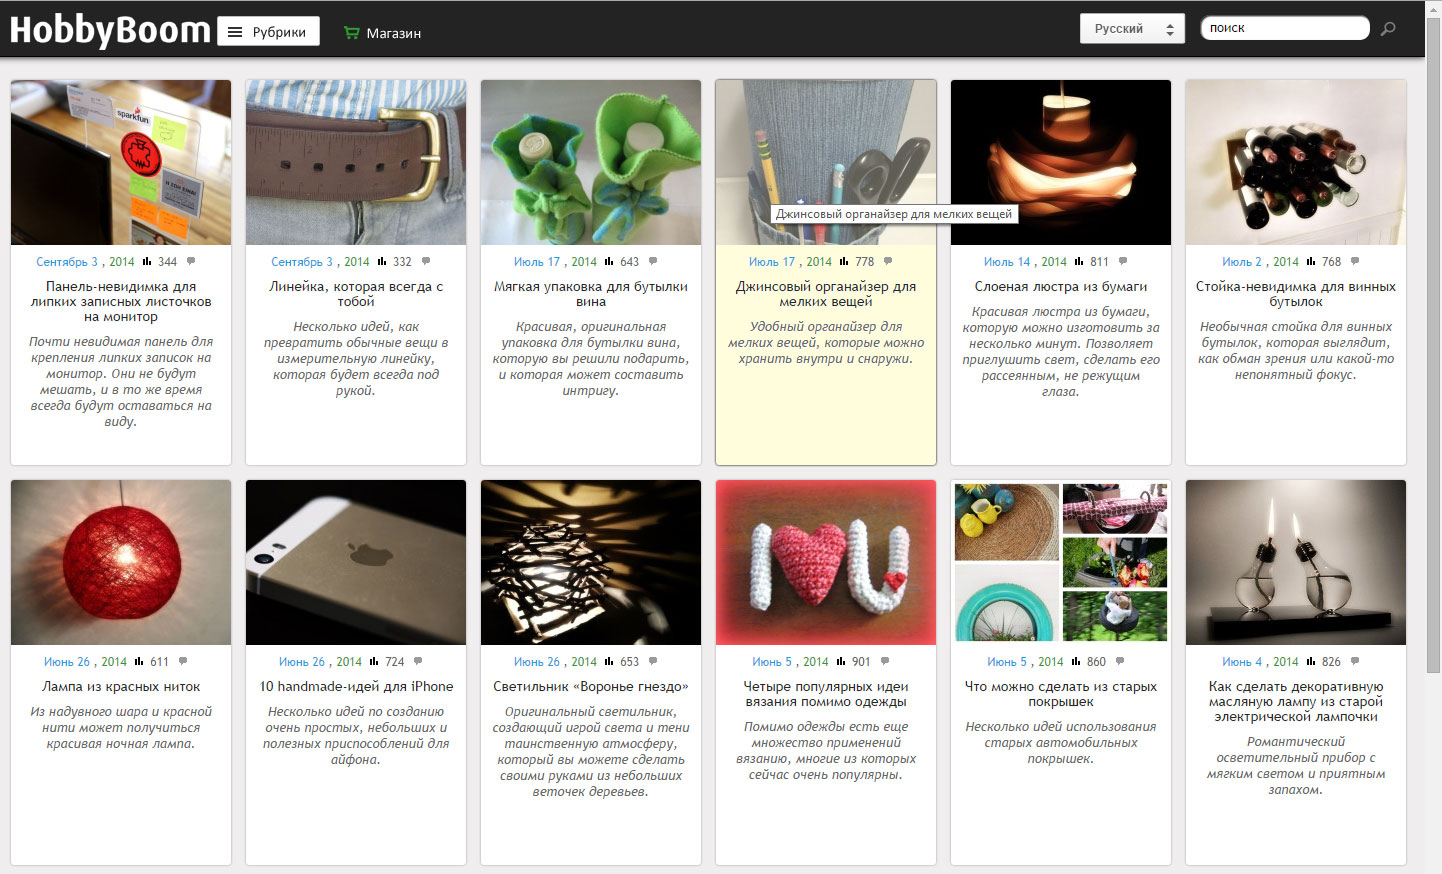 HobbyBoom
Рубрики
Магазин
Русский
поиск
sparkfun
Сентябрь 3 , 2014 344
Панель-невидимка для
липких записных листочков
на монитор
Почти невидимая панель для
крепления липких записок на
монитор. Они не будут
мешать, и в то же время
всегда будут оставаться на
виду.
1 2 3
Сентябрь 3 , 2014 332
Линейка, которая всегда с
тобой
Несколько идей, как
превратить обычные вещи в
измерительную линейку,
которая будет всегда под
рукой.
Июль 17 , 2014 643
Мягкая упаковка для бутылки
вина
Красивая, оригинальная
упаковка для бутылки вина,
которую вы решили подарить,
и которая может составить
интригу.
Джинсовый органайзер для мелких вещей
Июль 17 , 2014 778
Джинсовый органайзер для
мелких вещей
Удобный органайзер для
мелких вещей, которые можно
хранить внутри и снаружи.
Июль 14 , 2014 811
Слоеная люстра из бумаги
Красивая люстра из бумаги,
которую можно изготовить за
несколько минут. Позволяет
приглушить свет, сделать его
рассеянным, не режущим
глаза.
Июль 2 , 2014 768
Стойка-невидимка для винных
бутылок
Необычная стойка для винных
бутылок, которая выглядит,
как обман зрения или какой-то
непонятный фокус.
Июнь 26 , 2014 611
Лампа из красных ниток
Из надувного шара и красной
нити может получиться
красивая ночная лампа.
Июнь 26 , 2014 724
10 handmade-идей для iPhone
Несколько идей по созданию
очень простых, небольших и
полезных приспособлений для
айфона.
Июнь 26 , 2014 653
Светильник «Воронье гнездо»
Оригинальный светильник,
создающий игрой света и тени
таинственную атмосферу,
который вы можете сделать
своими руками из небольших
веточек деревьев.
I U
Июнь 5 , 2014 901
Четыре популярных идеи
вязания помимо одежды
Помимо одежды есть еще
множество применений
вязанию, многие из которых
сейчас очень популярны.
Июнь 5 , 2014 860
Что можно сделать из старых
покрышек
Несколько идей использования
старых автомобильных
покрышек.
Июнь 4 , 2014 826
Как сделать декоративную
масляную лампу из старой
электрической лампочки
Романтический
осветительный прибор с
мягким светом и приятным
запахом.